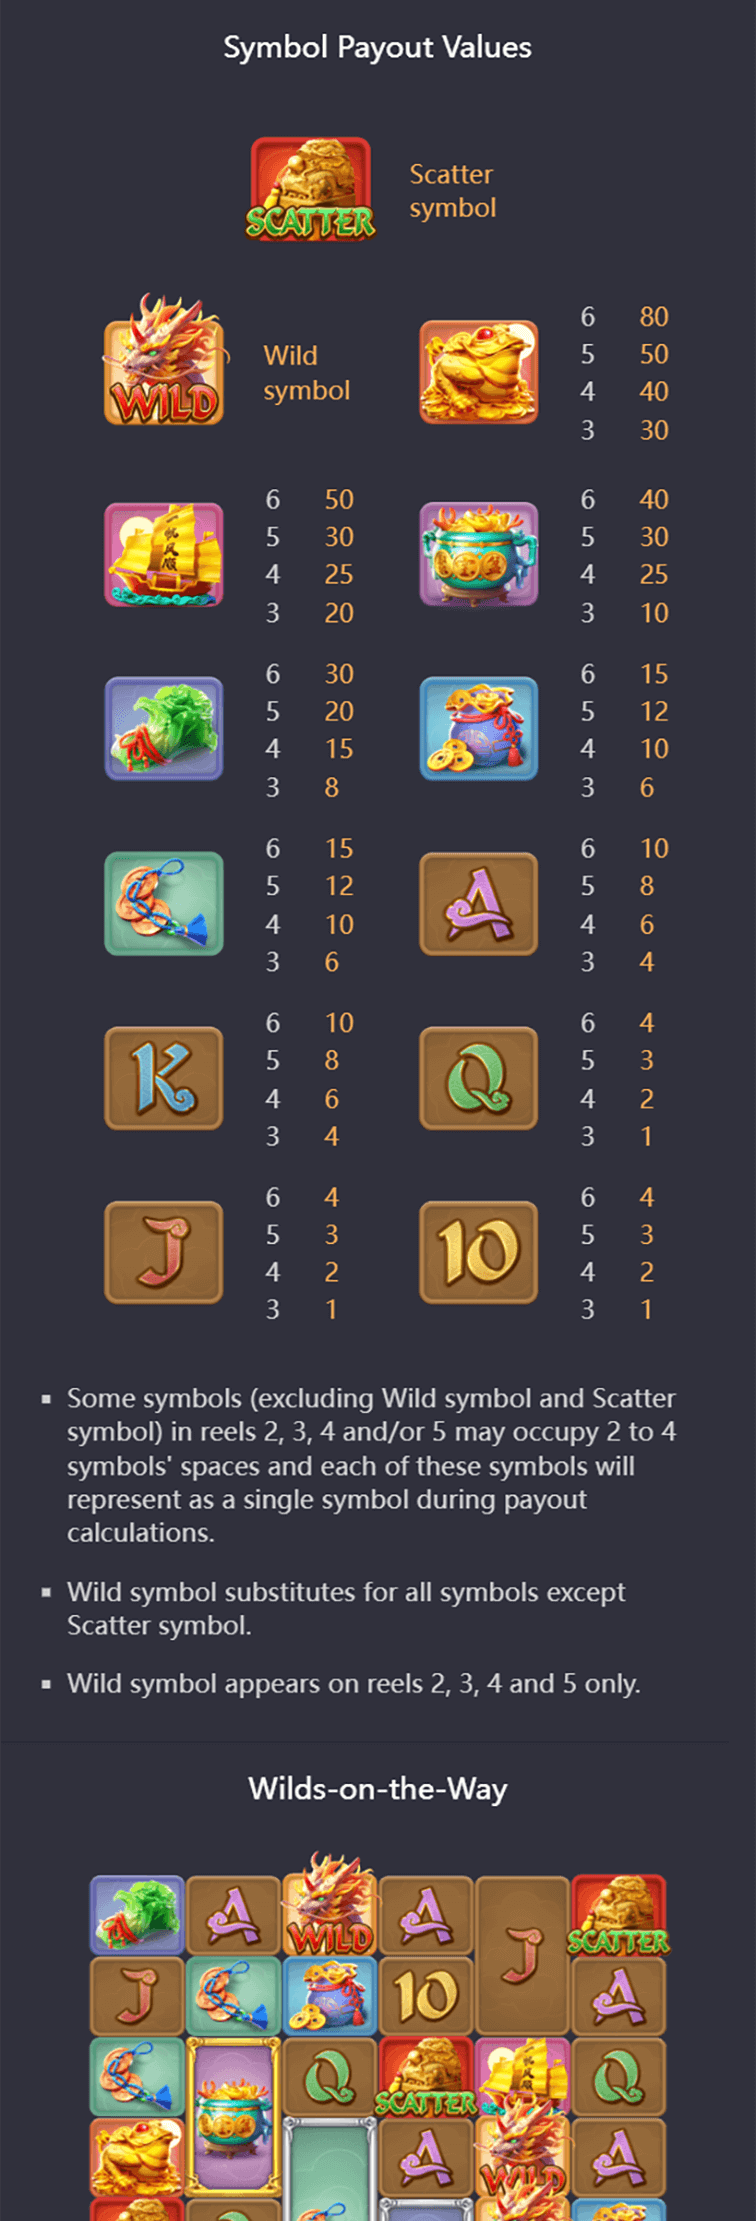 Symbol Payout Values
SCATTER
Scatter
symbol
WILD
Wild
symbol
6 80
5 50
4 40
3 30
一帆风顺
6 50
5 30
4 25
3 20
6 40
5 30
4 25
3 10
6 30
5 20
4 15
3 8
6 15
5 12
4 10
3 6
6 15
5 12
4 10
3 6
A
6 10
5 8
6 4
4 6
3 4
K
6 10
5 8
4 6
3 4
Q
6 4
5 3
4 2
3 1
J
6 4
5 3
4 2
3 1
10
6 4
5 3
4 2
3 1
Some symbols (excluding Wild symbol and Scatter
symbol) in reels 2, 3, 4 and/or 5 may occupy 2 to 4
symbols' spaces and each of these symbols will
represent as a single symbol during payout
calculations.
Wild symbol substitutes for all symbols except
Scatter symbol.
Wild symbol appears on reels 2, 3, 4 and 5 only.
Wilds-on-the-Way
A WILD A J SCATTER
J 10 A
Q SCATTER Q
A WILD A